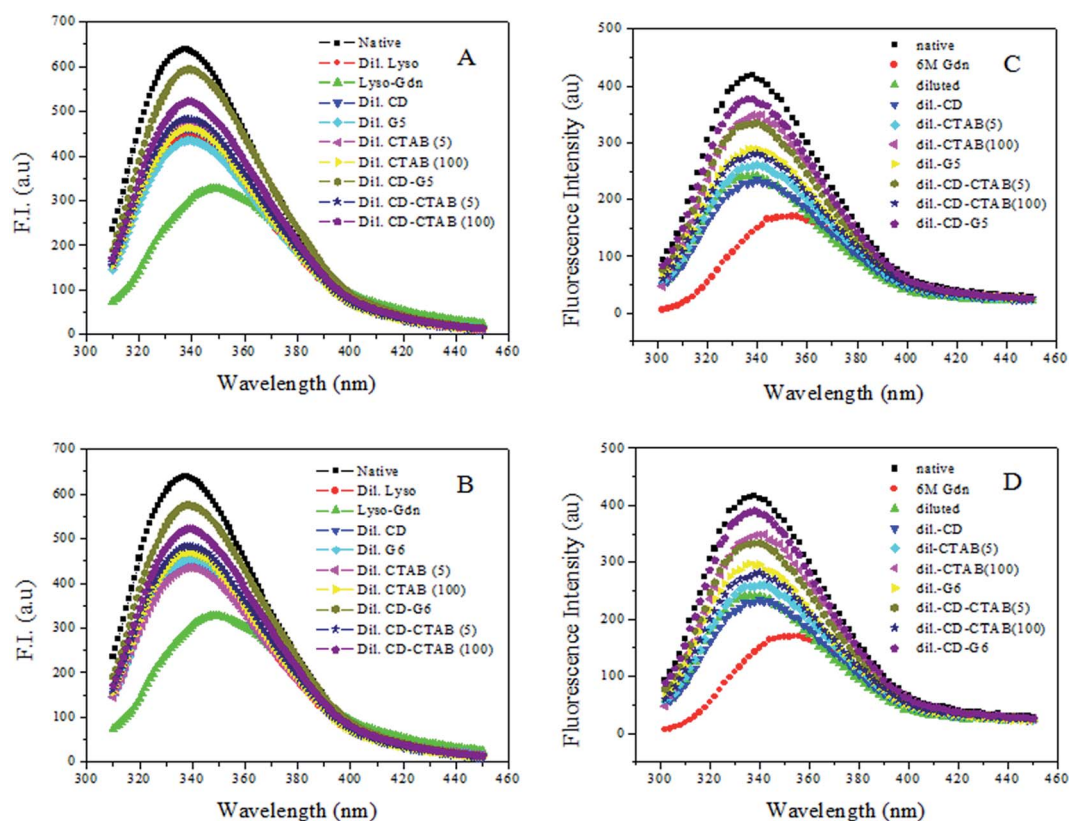 A
F.I. (a.u)
700
600
500
400
300
200
100
0
Native
Dil. Lyso
Lyso-Gdn
Dil. CD
Dil. G5
Dil. CTAB (5)
Dil. CTAB (100)
Dil. CD-G5
Dil. CD-CTAB (5)
Dil. CD-CTAB (100)
300 320 340 360 380 400 420 440 460
Wavelength (nm)
C
Fluorescence Intensity (au)
500
400
300
200
100
0
native
6M Gdn
diluted
dil.-CD
dil.-CTAB(5)
dil.-CTAB(100)
dil.-G5
dil.-CD-CTAB(5)
dil.-CD-CTAB(100)
dil.-CD-G5
300 320 340 360 380 400 420 440 460
Wavelength (nm)
B
F.I. (a.u)
700
600
500
400
300
200
100
0
Native
Dil. Lyso
Lyso-Gdn
Dil. CD
Dil. G6
Dil. CTAB (5)
Dil. CTAB (100)
Dil. CD-G6
Dil. CD-CTAB (5)
Dil. CD-CTAB (100)
300 320 340 360 380 400 420 440 460
Wavelength (nm)
D
Fluorescence Intensity (au)
500
400
300
200
100
0
native
6M Gdn
diluted
dil.-CD
dil-CTAB(5)
dil.-CTAB(100)
dil.-G6
dil.-CD-CTAB(5)
dil.-CD-CTAB(100)
dil.-CD-G6
300 320 340 360 380 400 420 440 460
Wavelength (nm)